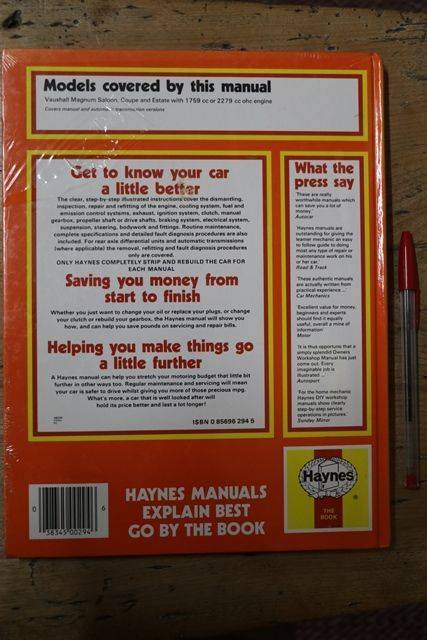 Models covered by this manual
Vauxhall Magnum Saloon, Coupe and Estate with 1759 cc or 2279 cc ohc engine
Covers manual and automatic transmission versions
Get to know your car
a little better
The clear, step-by-step illustrated instructions cover the dismantling,
inspection, repair and refitting of the engine, cooling system, fuel and
emission control systems, exhaust, ignition system, clutch, manual
gearbox, propeller shaft or drive shafts, braking system, electrical system,
suspension, steering, bodywork and fittings. Routine maintenance,
complete specifications and detailed fault diagnosis procedures are also
included. For rear axle differential units and automatic transmissions
(where applicable) the removal, refitting and fault diagnosis procedures
only are covered.
ONLY HAYNES COMPLETELY STRIP AND REBUILD THE CAR FOR
EACH MANUAL
Saving you money from
start to finish
Whether you just want to change your oil or replace your plugs, or change
your clutch or rebuild your gearbox, the Haynes manual will show you
how, and can help you save pounds on servicing and repair bills.
Helping you make things go
a little further
A Haynes manual can help you stretch your motoring budget that little bit
further in other ways too. Regular maintenance and servicing will mean
your car is safer to drive whilst giving you more of those precious mpg.
What's more, a car that is well looked after will
hold its price better and last a lot longer!
ISBN 0 85696 294 5
What the
press say
'These are really
worthwhile manuals which
can save you a lot of
money.'
Autocar
'Haynes manuals are
outstanding for giving the
learner mechanic an easy
to follow guide to doing
most any type of repair or
maintenance work on his
or her car.'
Road & Track
'These authentic manuals
are actually written from
practical experience ...'
Car Mechanics
'Excellent value for money,
beginners and experts
should find it equally
useful, overall a mine of
information'
Motor
'It is thus opportune that a
simply splendid Owners
Workshop Manual has just
come out. Every
imaginable job is
illustrated ...'
Autosport
'For the home mechanic
Haynes DIY workshop
manuals show clearly
step-by-step service
operations in pictures.'
Sunday Mirror
0 38345 00294 6
HAYNES MANUALS
EXPLAIN BEST
GO BY THE BOOK
Haynes
®
THE
BOOK